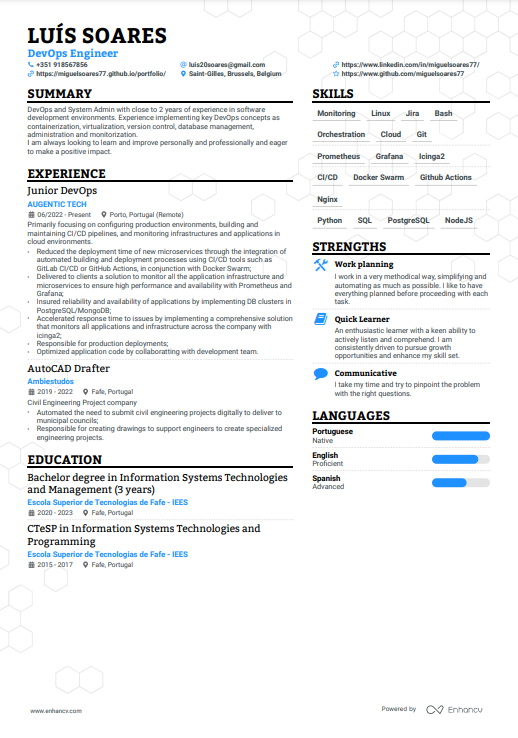 LUÍS SOARES
DevOps Engineer
+351 918567856
luis20soares@gmail.com
https://www.linkedin.com/in/miguelsoares77/
https://miguelsoares77.github.io/portfolio/
Saint-Gilles, Brussels, Belgium
https://www.github.com/miguelsoares77
SUMMARY
DevOps and System Admin with close to 2 years of experience in software
development environments. Experience implementing key DevOps concepts as
containerization, virtualization, version control, database management,
administration and monitorization.
I am always looking to learn and improve personally and professionally and eager
to make a positive impact.
EXPERIENCE
Junior DevOps
AUGENTIC TECH
06/2022 - Present Porto, Portugal (Remote)
Primarily focusing on configuring production environments, building and
maintaining CI/CD pipelines, and monitoring infrastructures and applications in
cloud environments.
• Reduced the deployment time of new microservices through the integration of
automated building and deployment processes using CI/CD tools such as
GitLab CI/CD or GitHub Actions, in conjunction with Docker Swarm;
• Delivered to clients a solution to monitor all application infrastructure and
microservices to ensure high performance and availability with Prometheus and
Grafana;
• Insured reliability and availability of applications by implementing DB clusters in
PostgreSQL/MongoDB;
• Accelerated response time to issues by implementing a comprehensive solution
that monitors all applications and infrastructure across the company with
Icinga2;
• Responsible for production deployments;
• Optimized application code by collaborating with development team.
AutoCAD Drafter
Ambiestudos
2019 - 2022 Fafe, Portugal
Civil Engineering Project company
• Automated the need to submit civil engineering projects digitally to deliver to
municipal councils;
• Responsible for creating drawings to support engineers to create specialized
engineering projects.
EDUCATION
Bachelor degree in Information Systems Technologies
and Management (3 years)
Escola Superior de Tecnologias de Fafe - IEES
2020 - 2023 Fafe, Portugal
CTeSP in Information Systems Technologies and
Programming
Escola Superior de Tecnologias de Fafe - IEES
2015 - 2017 Fafe, Portugal
SKILLS
Monitoring Linux Jira Bash
Orchestration Cloud Git
Prometheus Grafana Icinga2
CI/CD Docker Swarm Github Actions
Nginx
Python SQL PostgreSQL NodeJS
STRENGTHS
Work planning
I work in a very methodical way, simplifying and
automating as much as possible. I like to have
everything planned before proceeding with each
task.
Quick Learner
An enthusiastic learner with a keen ability to
actively listen and comprehend. I am
consistently driven to pursue growth
opportunities and enhance my skill set.
Communicative
I take my time and try to pinpoint the problem
with the right questions.
LANGUAGES
Portuguese
Native
English
Proficient
Spanish
Advanced
www.enhancv.com
Powered by Enhancv